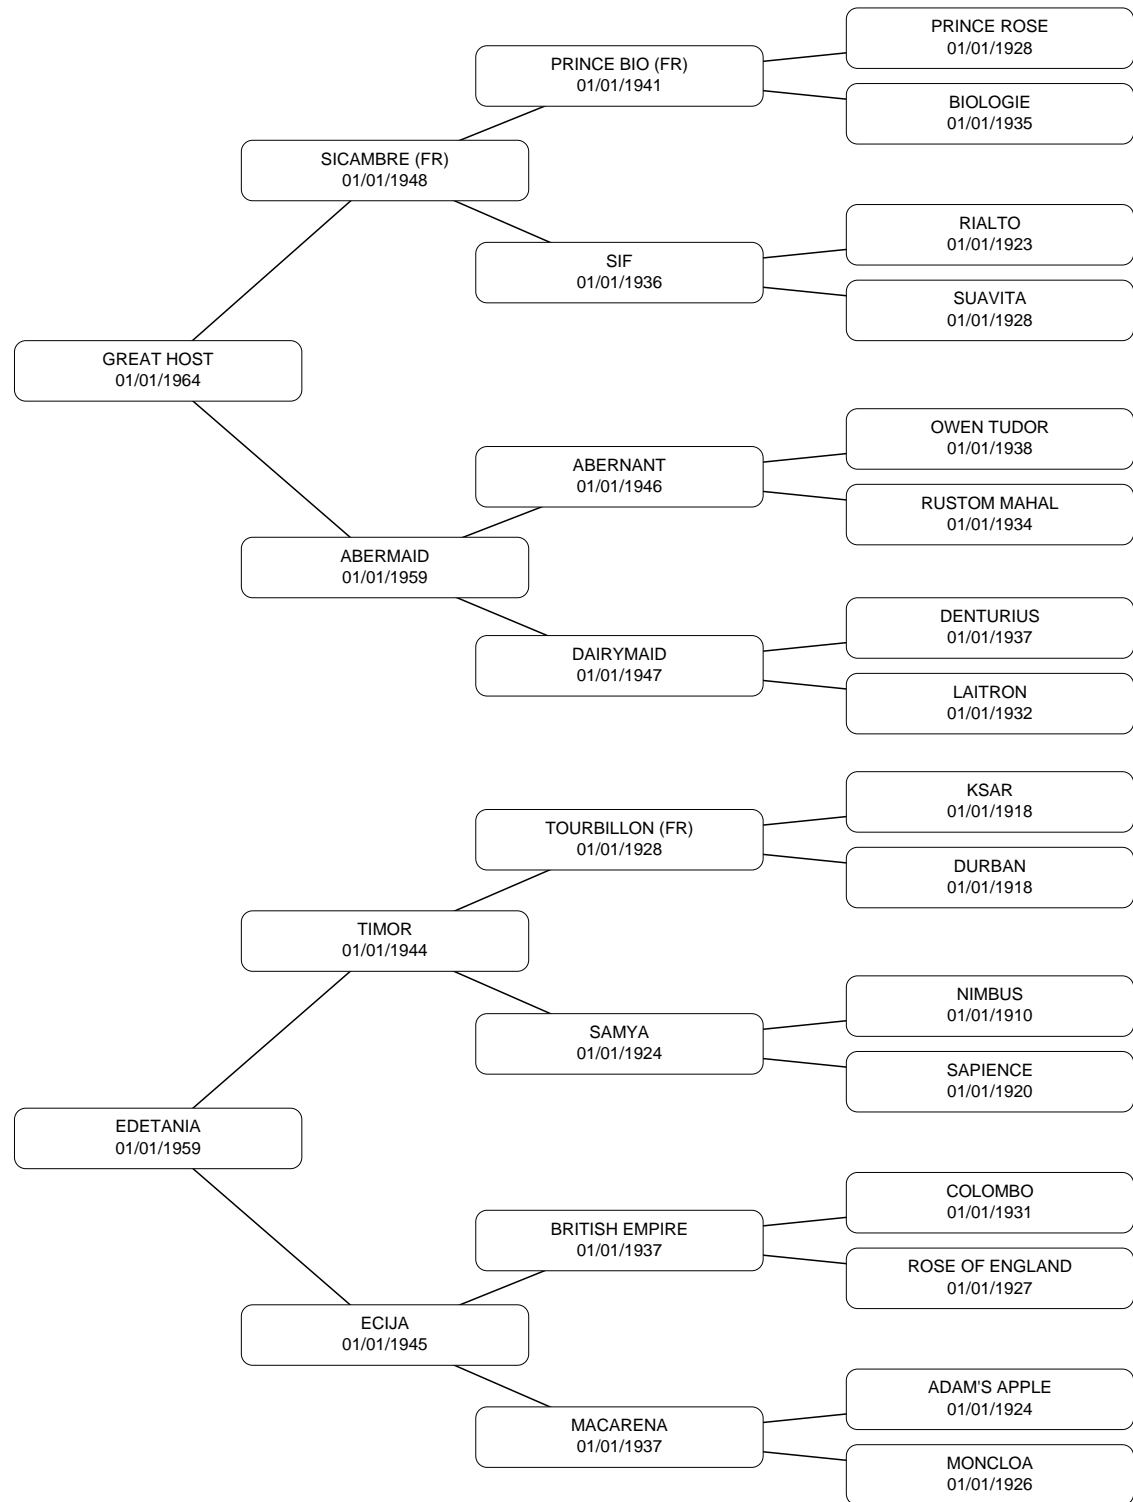 PRINCE ROSE
01/01/1928
PRINCE BIO (FR)
01/01/1941
BIOLOGIE
01/01/1935
SICAMBRE (FR)
01/01/1948
RIALTO
01/01/1923
SIF
01/01/1936
SUAVITA
01/01/1928
GREAT HOST
01/01/1964
OWEN TUDOR
01/01/1938
ABERNANT
01/01/1946
RUSTOM MAHAL
01/01/1934
ABERMAID
01/01/1959
DENTURIUS
01/01/1937
DAIRYMAID
01/01/1947
LAITRON
01/01/1932
KSAR
01/01/1918
TOURBILLON (FR)
01/01/1928
DURBAN
01/01/1918
TIMOR
01/01/1944
NIMBUS
01/01/1910
SAMYA
01/01/1924
SAPIENCE
01/01/1920
EDETANIA
01/01/1959
COLOMBO
01/01/1931
BRITISH EMPIRE
01/01/1937
ROSE OF ENGLAND
01/01/1927
ECIJA
01/01/1945
ADAM'S APPLE
01/01/1924
MACARENA
01/01/1937
MONCLOA
01/01/1926